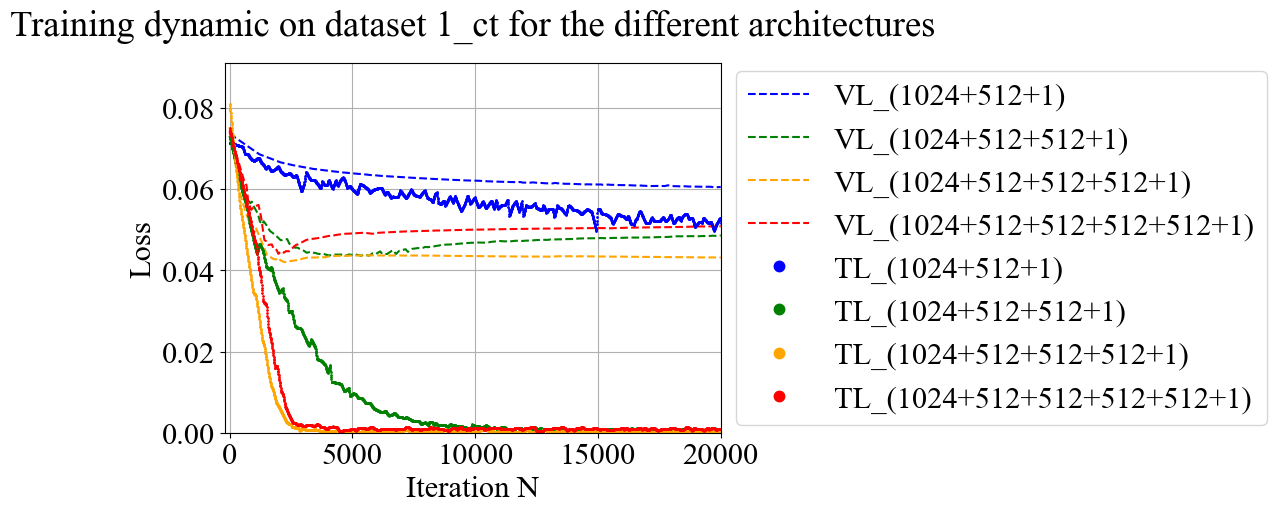 Training dynamic on dataset 1_ct for the different architectures
0.08
0.06
0.04
0.02
0.00
Loss
0
5000
10000
15000
20000
Iteration N
VL_(1024+512+1)
VL_(1024+512+512+1)
VL_(1024+512+512+512+1)
VL_(1024+512+512+512+512+1)
TL_(1024+512+1)
TL_(1024+512+512+1)
TL_(1024+512+512+512+1)
TL_(1024+512+512+512+512+1)